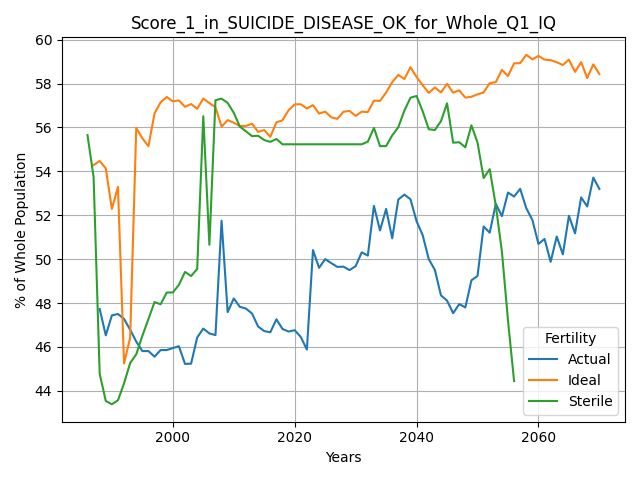 Score_1_in_SUICIDE_DISEASE_OK_for_Whole_Q1_IQ
% of Whole Population
60
58
56
54
52
50
48
46
44
2000
2020
2040
2060
Years
Fertility
Actual
Ideal
Sterile